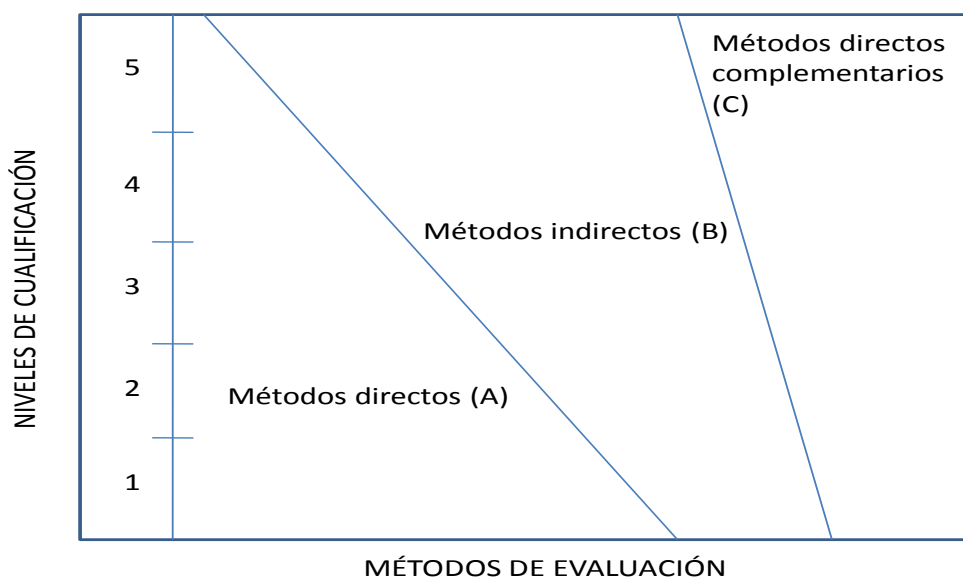 NIVELES DE CUALIFICACIÓN
5
4
3
2
1
Métodos directos
complementarios
(C)
Métodos indirectos (B)
Métodos directos (A)
MÉTODOS DE EVALUACIÓN